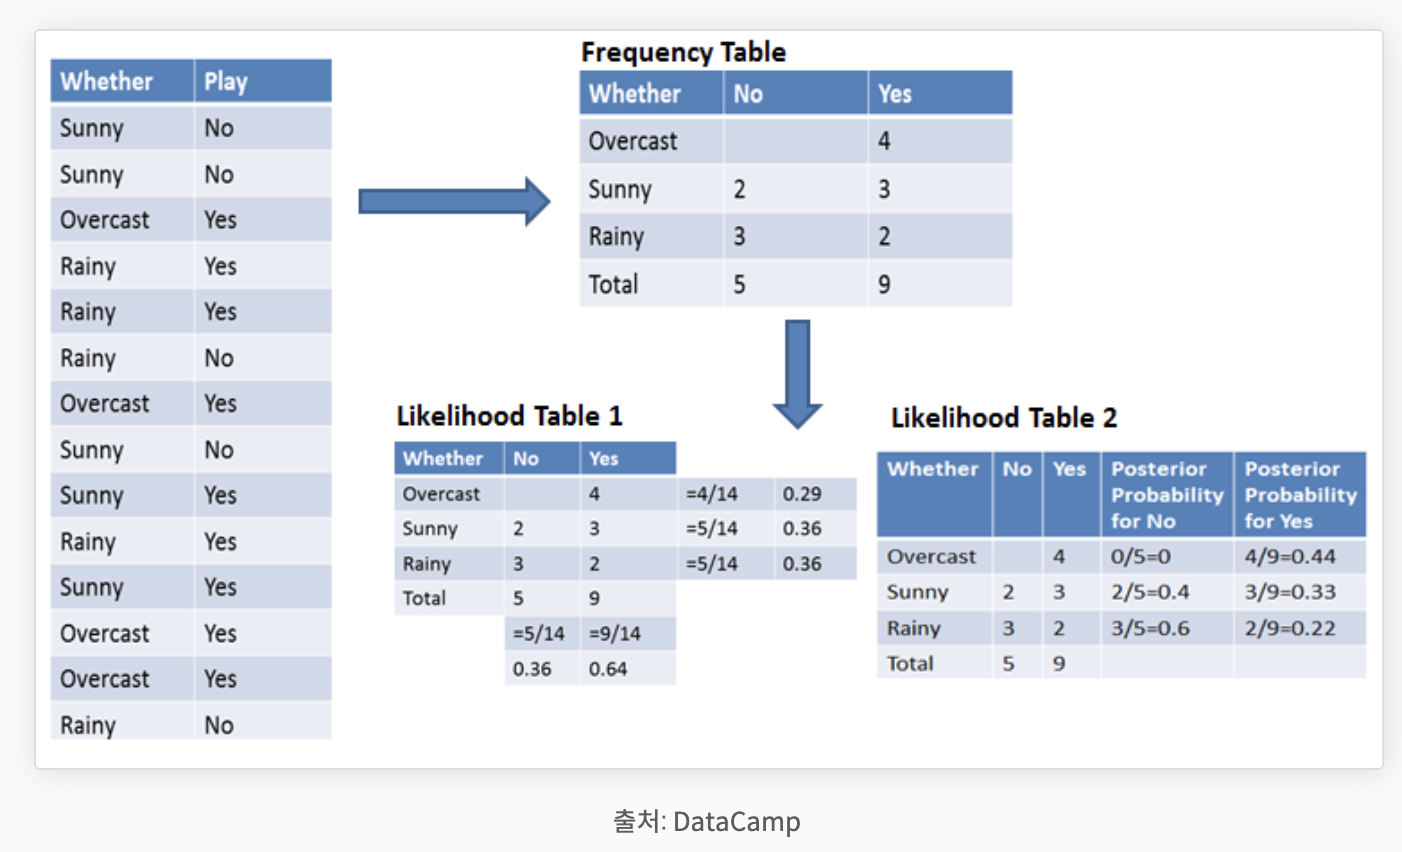 Whether Play
Sunny No
Sunny No
Overcast Yes
Rainy Yes
Rainy Yes
Rainy No
Overcast Yes
Sunny No
Sunny Yes
Rainy Yes
Sunny Yes
Overcast Yes
Overcast Yes
Rainy No
Frequency Table
Whether No Yes
Overcast 4
Sunny 2 3
Rainy 3 2
Total 5 9
Likelihood Table 1
Whether No Yes
Overcast 4 =4/14 0.29
Sunny 2 3 =5/14 0.36
Rainy 3 2 =5/14 0.36
Total 5 9
=5/14 =9/14
0.36 0.64
Likelihood Table 2
Whether No Yes Posterior Posterior
Probability Probability
for No for Yes
Overcast 4 0/5=0 4/9=0.44
Sunny 2 3 2/5=0.4 3/9=0.33
Rainy 3 2 3/5=0.6 2/9=0.22
Total 5 9
출처: DataCamp